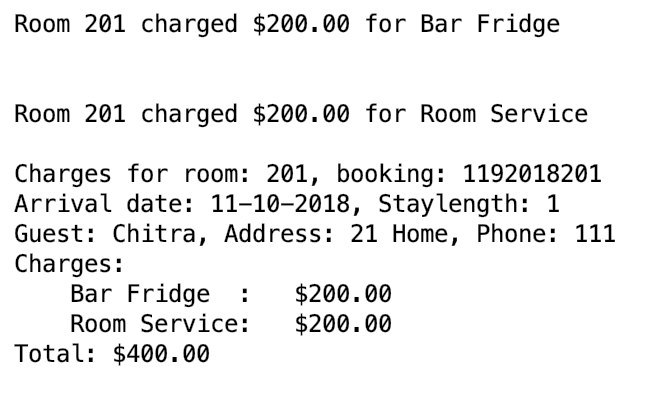 Room 201 charged $200.00 for Bar Fridge
Room 201 charged $200.00 for Room Service
Charges for room: 201, booking: 1192018201
Arrival date: 11-10-2018, Staylength: 1
Guest: Chitra, Address: 21 Home, Phone: 111
Charges:
Bar Fridge  :   $200.00
Room Service:   $200.00
Total: $400.00